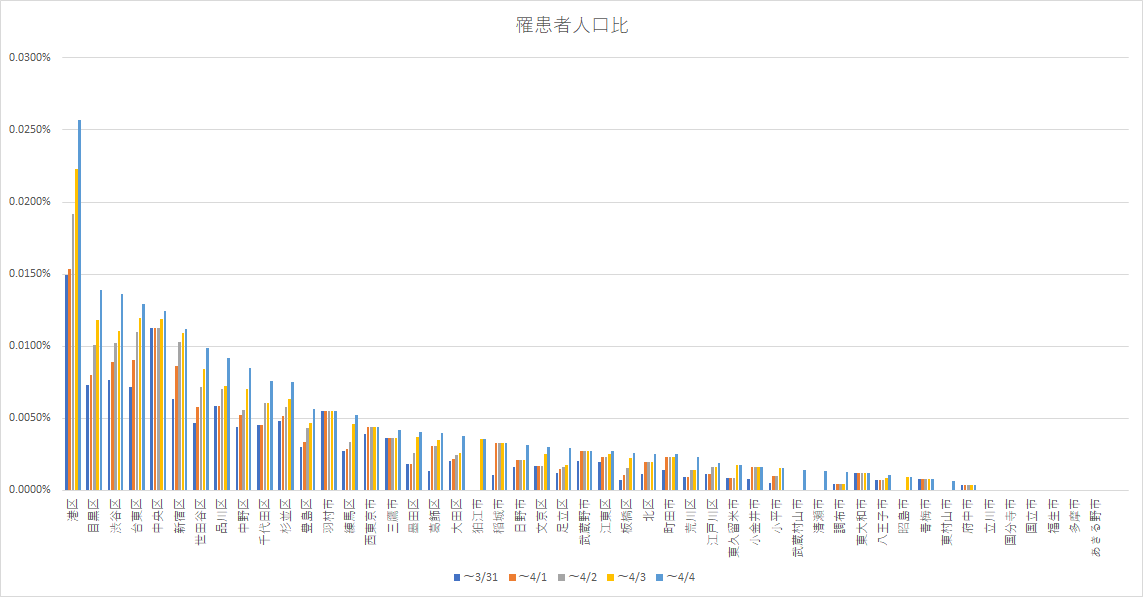 罹患者人口比
0.0300%
0.0250%
0.0200%
0.0150%
0.0100%
0.0050%
0.0000%
港区
目黒区
渋谷区
台東区
中央区
新宿区
世田谷区
品川区
中野区
千代田区
杉並区
豊島区
羽村市
練馬区
西東京市
三鷹市
墨田区
葛飾区
大田区
狛江市
稲城市
日野市
文京区
足立区
武蔵野市
江東区
板橋区
北区
町田市
荒川区
江戸川区
東久留米市
小金井市
小平市
武蔵村山市
清瀬市
調布市
東大和市
八王子市
昭島市
青梅市
東村山市
府中市
立川市
国分寺市
国立市
福生市
多摩市
あきる野市
～3/31 ～4/1 ～4/2 ～4/3 ～4/4